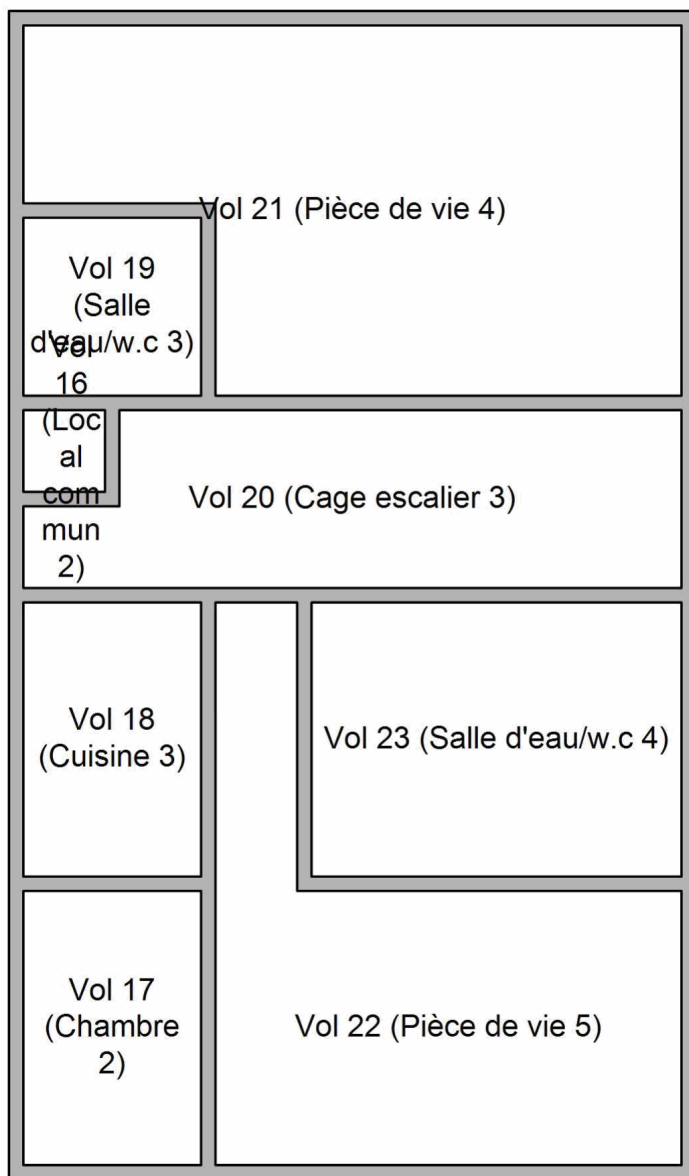 Vol 21 (Pièce de vie 4)
Vol 19
(Salle
d'eau/w.c 3)
Vol
16
(Loc
al
com
mun
2)
Vol 20 (Cage escalier 3)
Vol 18
(Cuisine 3)
Vol 23 (Salle d'eau/w.c 4)
Vol 17
(Chambre
2)
Vol 22 (Pièce de vie 5)